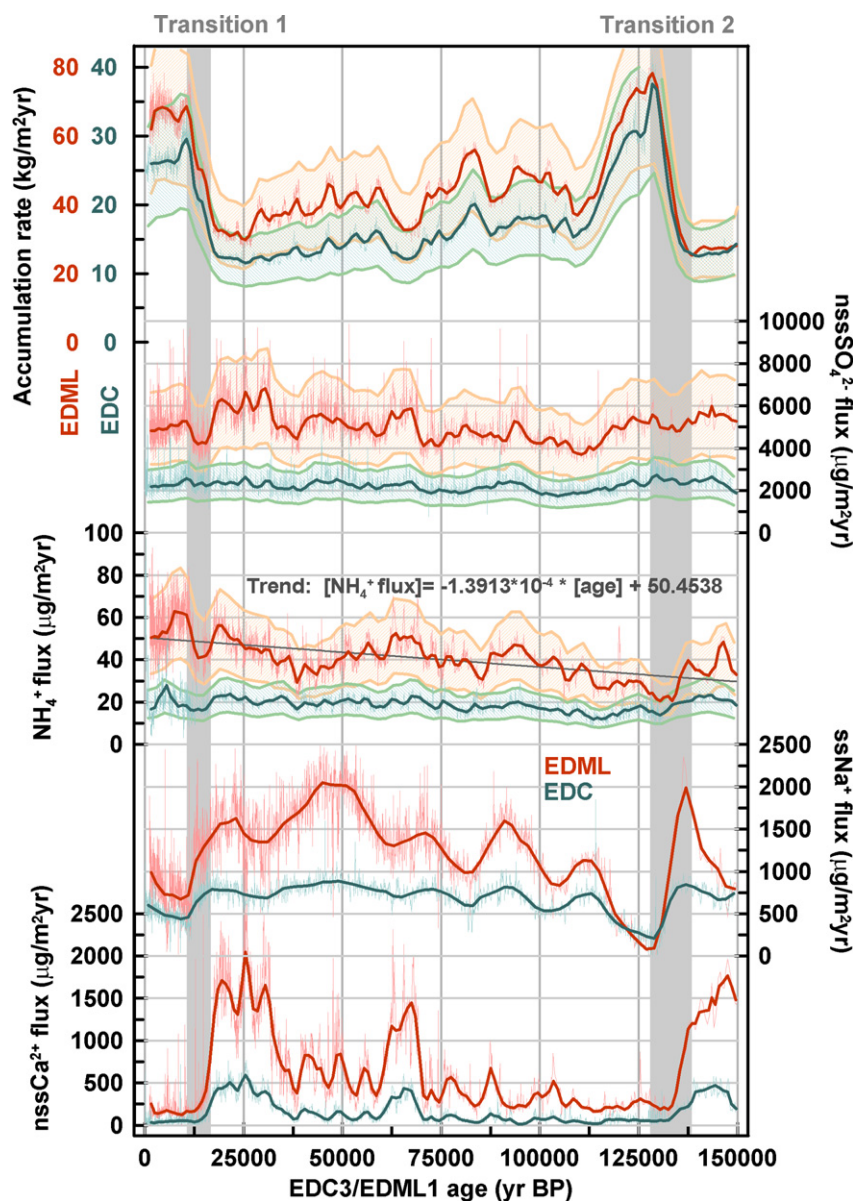 Transition 1
Transition 2
Accumulation rate (kg/m²yr)
EDML
EDC
80
60
40
20
0
40
30
20
10
0
nssSO₄²⁻ flux (µg/m²yr)
10000
8000
6000
4000
2000
0
NH₄⁺ flux (µg/m²yr)
100
80
60
40
20
0
Trend: [NH₄⁺ flux]= -1.3913*10⁻⁴ * [age] + 50.4538
EDML
EDC
ssNa⁺ flux (µg/m²yr)
2500
2000
1500
1000
500
0
nssCa²⁺ flux (µg/m²yr)
2500
2000
1500
1000
500
0
0 25000 50000 75000 100000 125000 150000
EDC3/EDML1 age (yr BP)